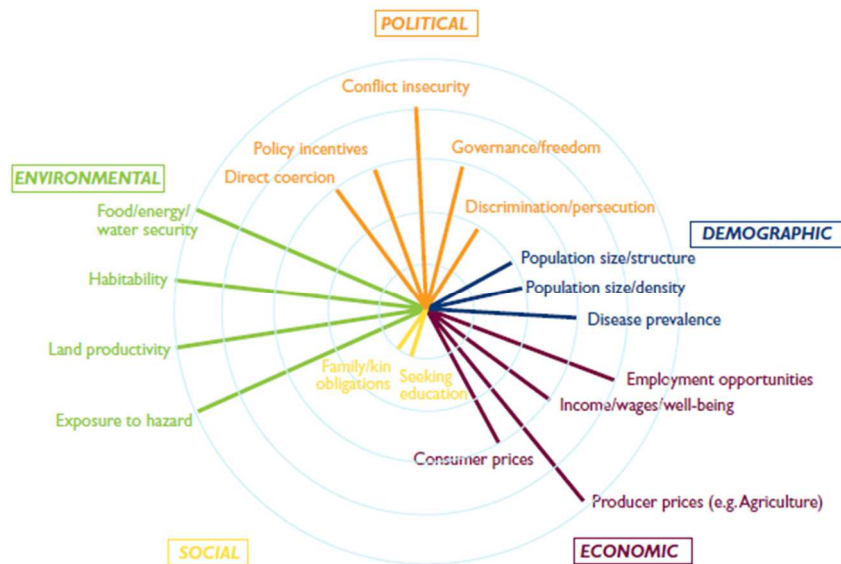 POLITICAL
Conflict insecurity
Policy incentives
Governance/freedom
Direct coercion
ENVIRONMENTAL
Food/energy/
water security
Discrimination/persecution
DEMOGRAPHIC
Population size/structure
Habitability
Population size/density
Disease prevalence
Land productivity
Family/kin
obligations
Seeking
education
Employment opportunities
Income/wages/well-being
Exposure to hazard
Consumer prices
Producer prices (e.g. Agriculture)
SOCIAL
ECONOMIC